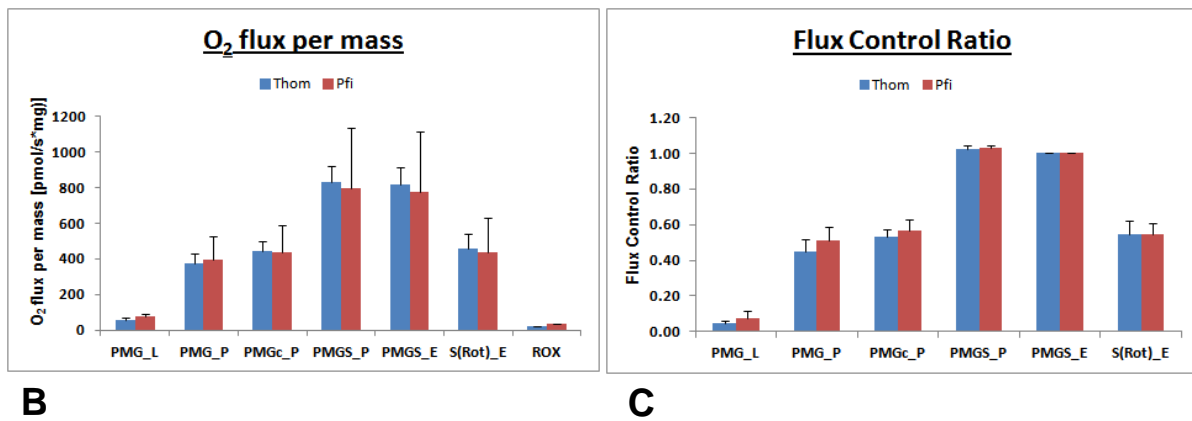 O₂ flux per mass
Thom Pfi
O₂ flux per mass [pmol/s*mg)]
1200
1000
800
600
400
200
0
PMG_L PMG_P PMGc_P PMGS_P PMGS_E S(Rot)_E ROX
B
Flux Control Ratio
Thom Pfi
Flux Control Ratio
1.20
1.00
0.80
0.60
0.40
0.20
0.00
PMG_L PMG_P PMGc_P PMGS_P PMGS_E S(Rot)_E
C